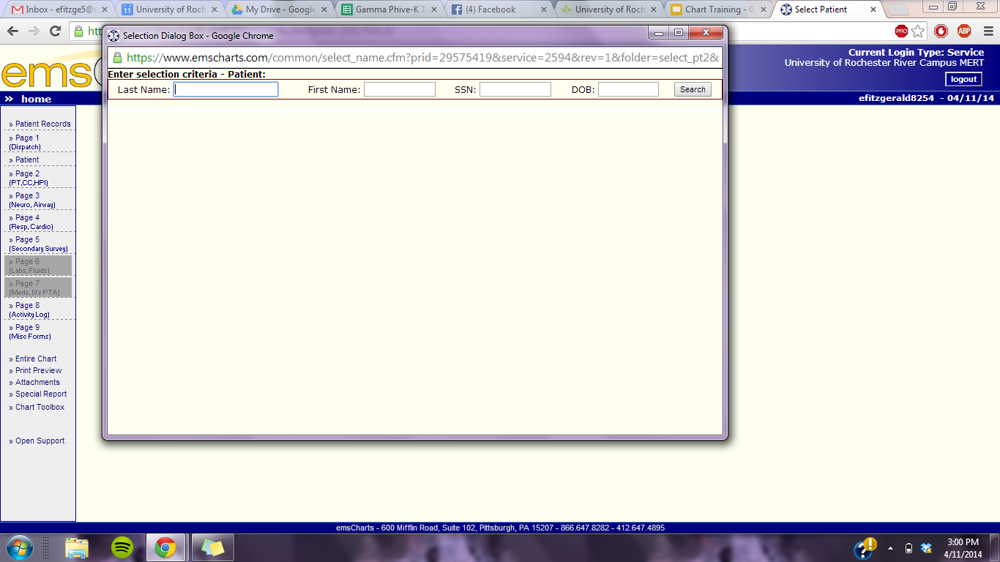 Inbox - efitzge5@u
University of Roch
My Drive - Google
Gamma Phive-K T
(4) Facebook
University of Roch
Chart Training - G
Select Patient
htt
PRO
ABP
Selection Dialog Box - Google Chrome
https://www.emscharts.com/common/select_name.cfm?prid=29575419&service=2594&rev=1&folder=select_pt2&
Enter selection criteria - Patient:
Last Name:
First Name:
SSN:
DOB:
Search
ems
Current Login Type: Service
University of Rochester River Campus MERT
logout
» home
efitzgerald8254 - 04/11/14
» Patient Records
» Page 1
(Dispatch)
» Patient
» Page 2
(PT,CC,HPI)
» Page 3
(Neuro, Airway)
» Page 4
(Resp, Cardio)
» Page 5
(Secondary Survey)
» Page 6
(Labs, Fluids)
» Page 7
(Meds, IVs PTA)
» Page 8
(Activity Log)
» Page 9
(Misc Forms)
» Entire Chart
» Print Preview
» Attachments
» Special Report
» Chart Toolbox
» Open Support
emsCharts - 600 Mifflin Road, Suite 102, Pittsburgh, PA 15207 - 866.647.8282 - 412.647.4895
3:00 PM
4/11/2014